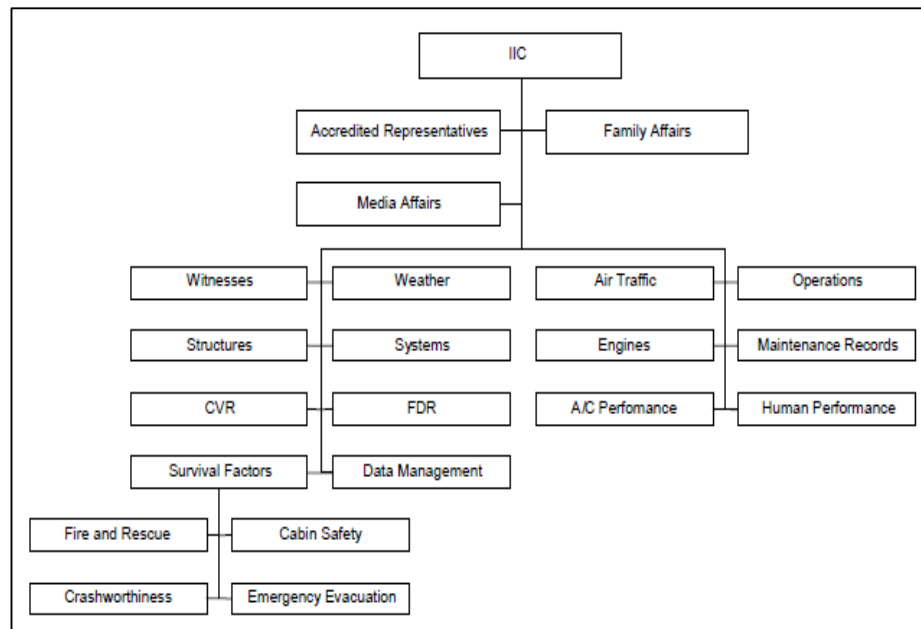 IIC
Accredited Representatives
Family Affairs
Media Affairs
Witnesses
Weather
Air Traffic
Operations
Structures
Systems
Engines
Maintenance Records
CVR
FDR
A/C Perfomance
Human Performance
Survival Factors
Data Management
Fire and Rescue
Cabin Safety
Crashworthiness
Emergency Evacuation